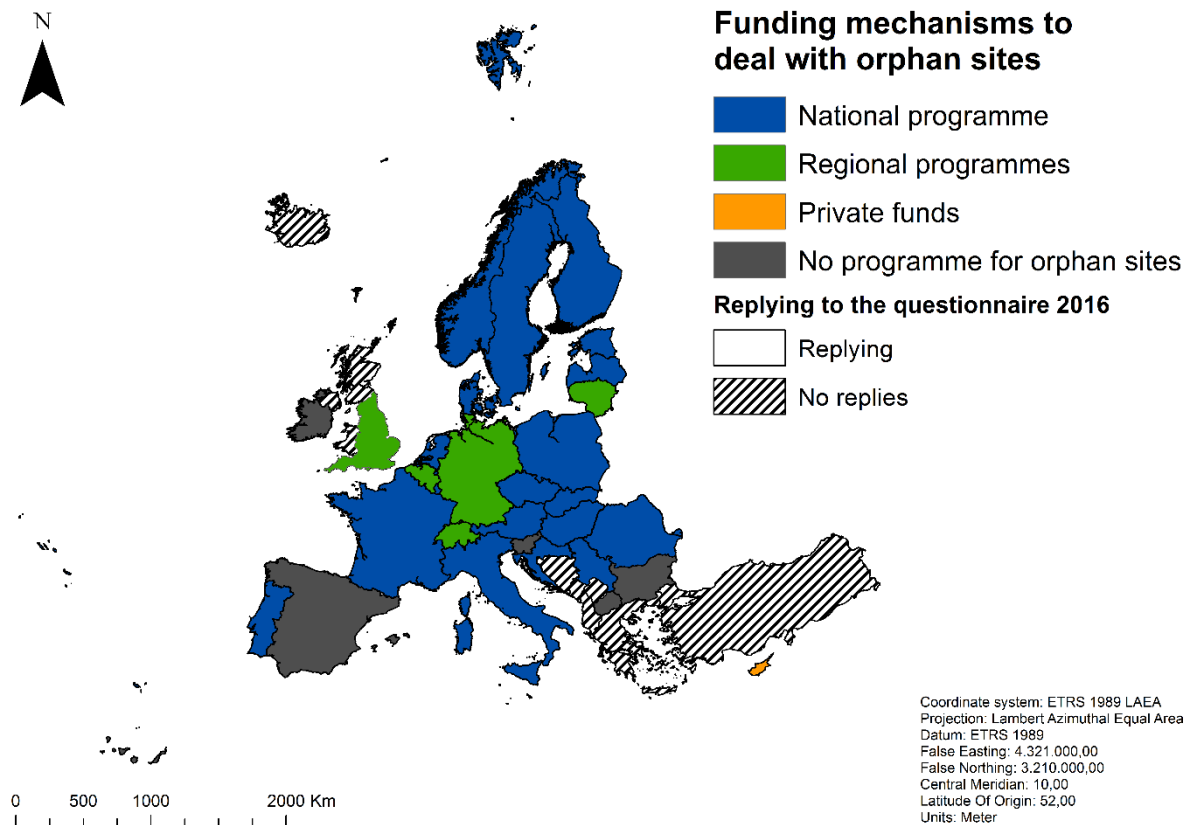 N
Funding mechanisms to
deal with orphan sites
National programme
Regional programmes
Private funds
No programme for orphan sites
Replying to the questionnaire 2016
Replying
No replies
Coordinate system: ETRS 1989 LAEA
Projection: Lambert Azimuthal Equal Area
Datum: ETRS 1989
False Easting: 4.321.000,00
False Northing: 3.210.000,00
Central Meridian: 10,00
Latitude Of Origin: 52,00
Units: Meter
0 500 1000 2000 Km